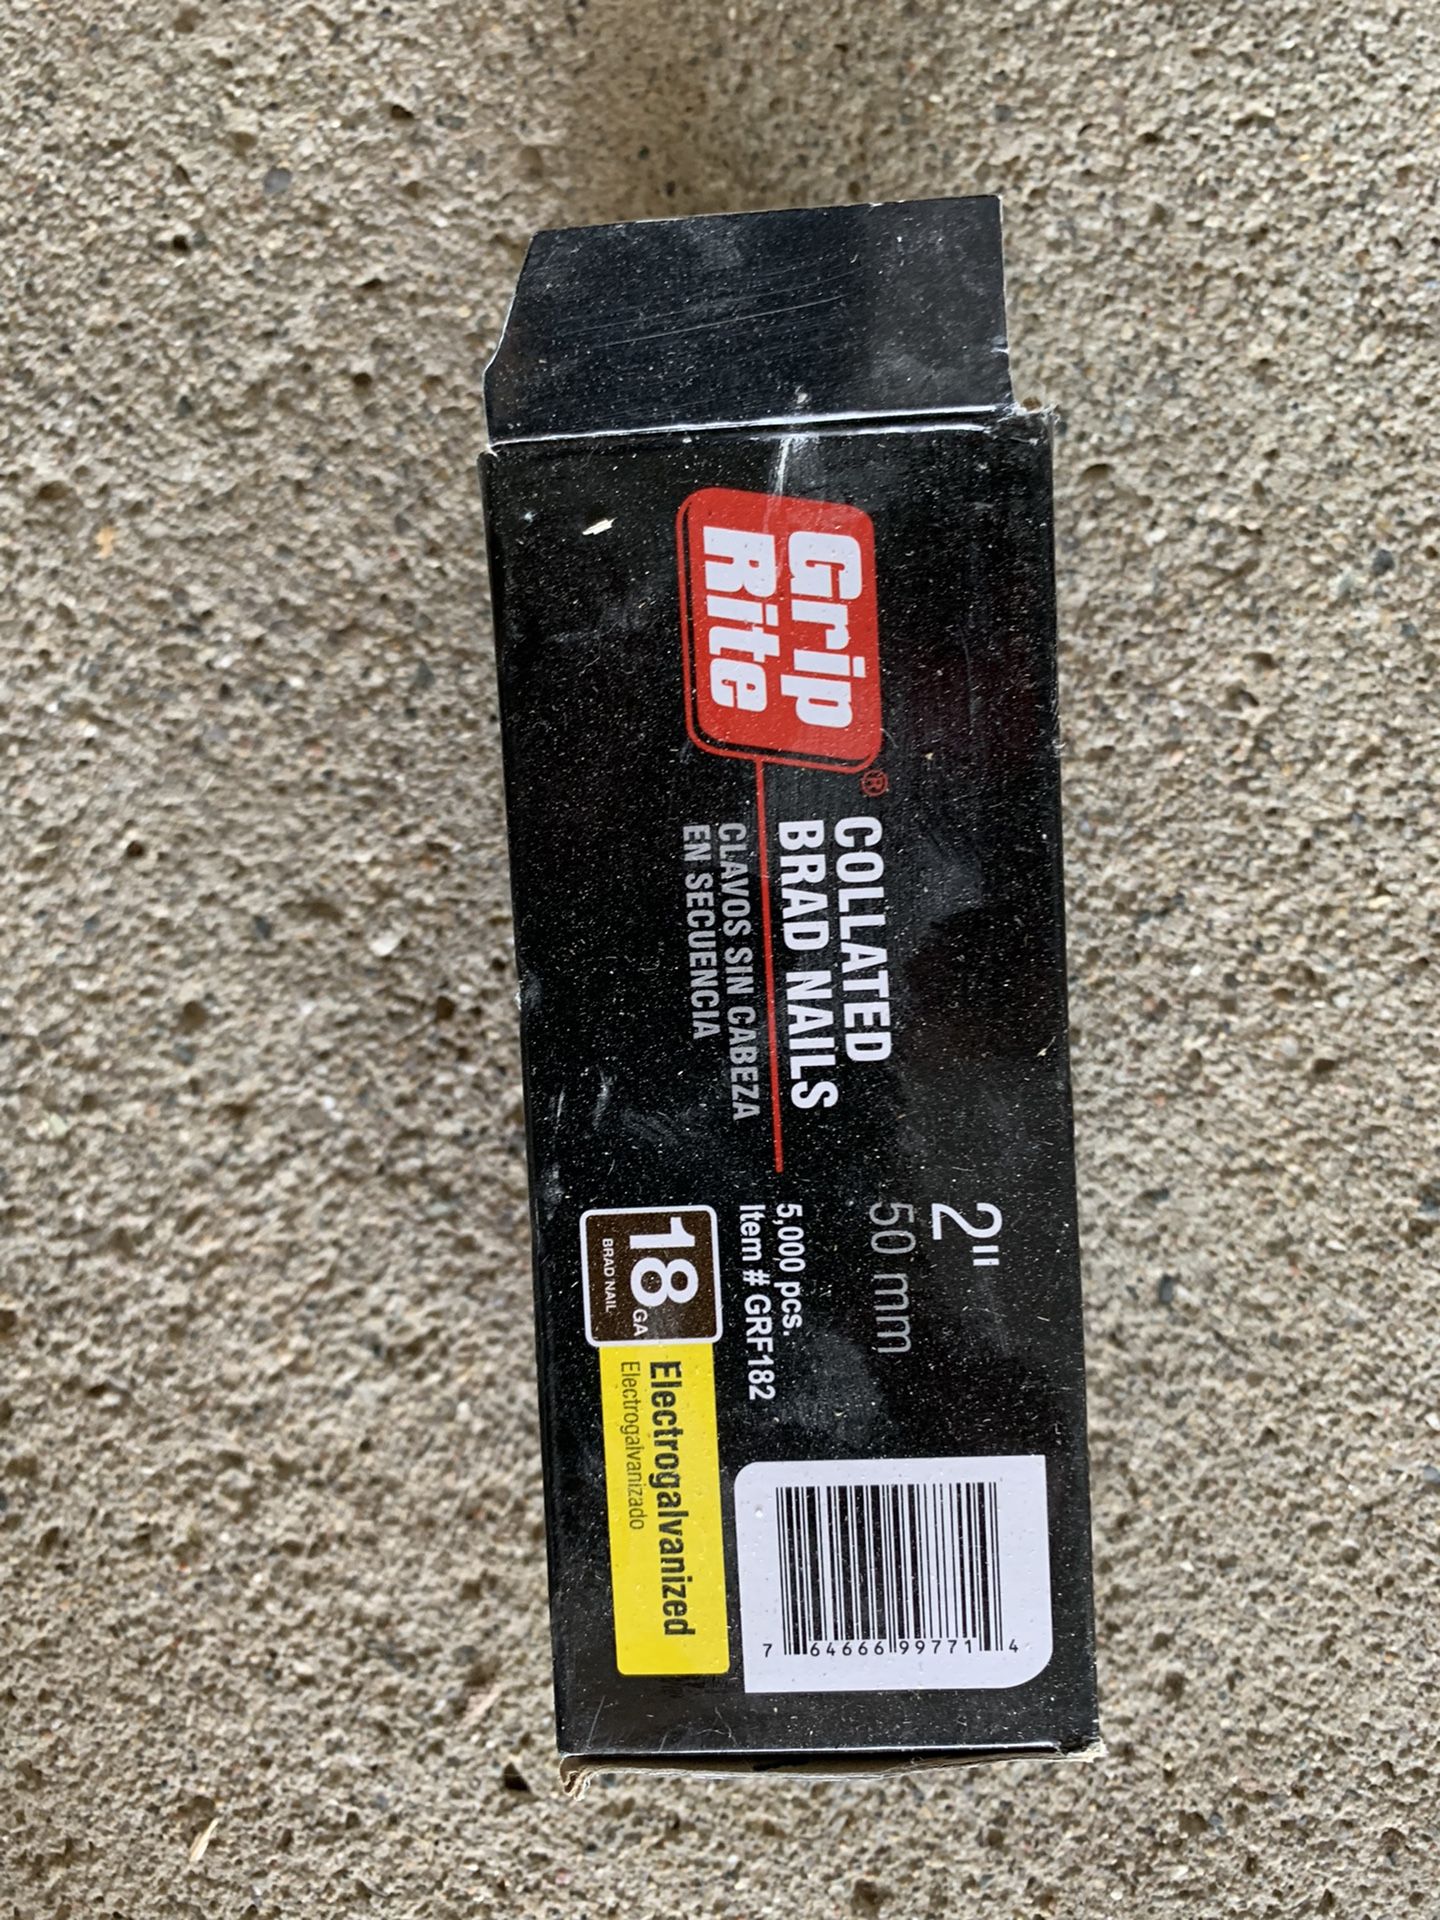 Grip
Rite®
COLLATED
BRAD NAILS
CLAVOS SIN CABEZA
EN SECUENCIA
2"
50 mm
5,000 pcs.
Item # GRF182
18 GA
BRAD NAIL
Electrogalvanized
Electrogalvanizado
7 64666 99771 4